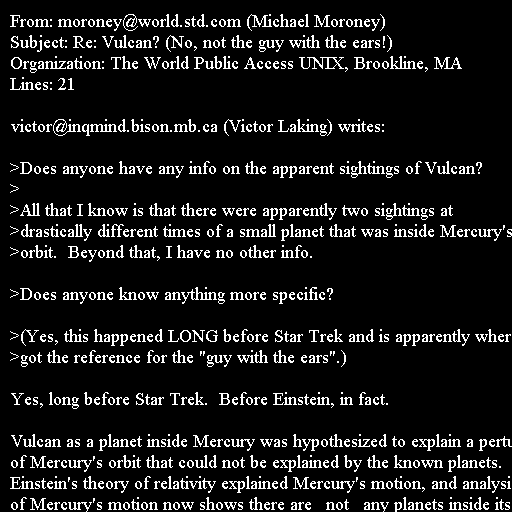 From: moroney@world.std.com (Michael Moroney)
Subject: Re: Vulcan? (No, not the guy with the ears!)
Organization: The World Public Access UNIX, Brookline, MA
Lines: 21

victor@inqmind.bison.mb.ca (Victor Laking) writes:

>Does anyone have any info on the apparent sightings of Vulcan?
>
>All that I know is that there were apparently two sightings at
>drastically different times of a small planet that was inside Mercury's
>orbit.  Beyond that, I have no other info.

>Does anyone know anything more specific?

>(Yes, this happened LONG before Star Trek and is apparently wher
>got the reference for the "guy with the ears".)

Yes, long before Star Trek.  Before Einstein, in fact.

Vulcan as a planet inside Mercury was hypothesized to explain a pertu
of Mercury's orbit that could not be explained by the known planets.
Einstein's theory of relativity explained Mercury's motion, and analysi
of Mercury's motion now shows there are _not_ any planets inside its